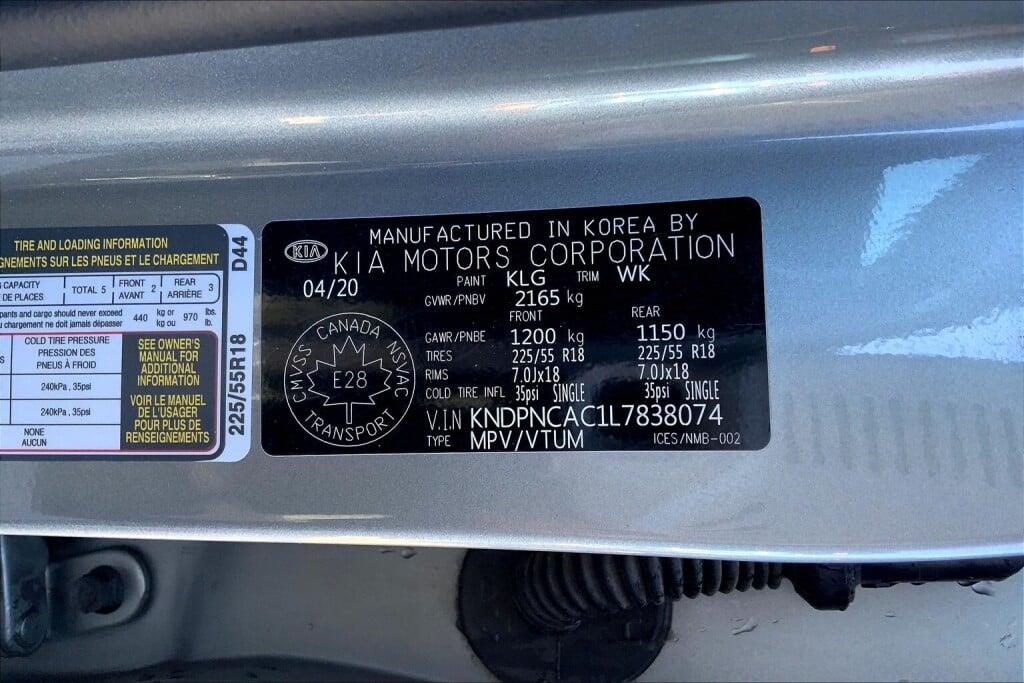 TIRE AND LOADING INFORMATION
GNEMENTS SUR LES PNEUS ET LE CHARGEMENT
CAPACITY
DE PLACES
TOTAL 5
FRONT
AVANT 2
REAR
ARRIÈRE 3
pants and cargo should never exceed
chargement ne doit jamais dépasser
440 kg or
kg ou
970 lbs.
lb.
COLD TIRE PRESSURE
PRESSION DES
PNEUS À FROID
240kPa , 35psi
240kPa , 35psi
NONE
AUCUN
SEE OWNER'S
MANUAL FOR
ADDITIONAL
INFORMATION
VOIR LE MANUEL
DE L'USAGER
POUR PLUS DE
RENSEIGNEMENTS
225/55R18 D44
KIA
MANUFACTURED IN KOREA BY
KIA MOTORS CORPORATION
04/20
PAINT KLG TRIM WK
GVWR/PNBV 2165 kg
FRONT REAR
GAWR/PNBE 1200 kg 1150 kg
TIRES 225/55 R18 225/55 R18
RIMS 7.0Jx18 7.0Jx18
COLD TIRE INFL 35psi SINGLE 35psi SINGLE
V.I.N KNDPNCAC1L7838074
TYPE MPV/VTUM ICES/NMB-002
CMVSS CANADA NSVAC
E28
TRANSPORT